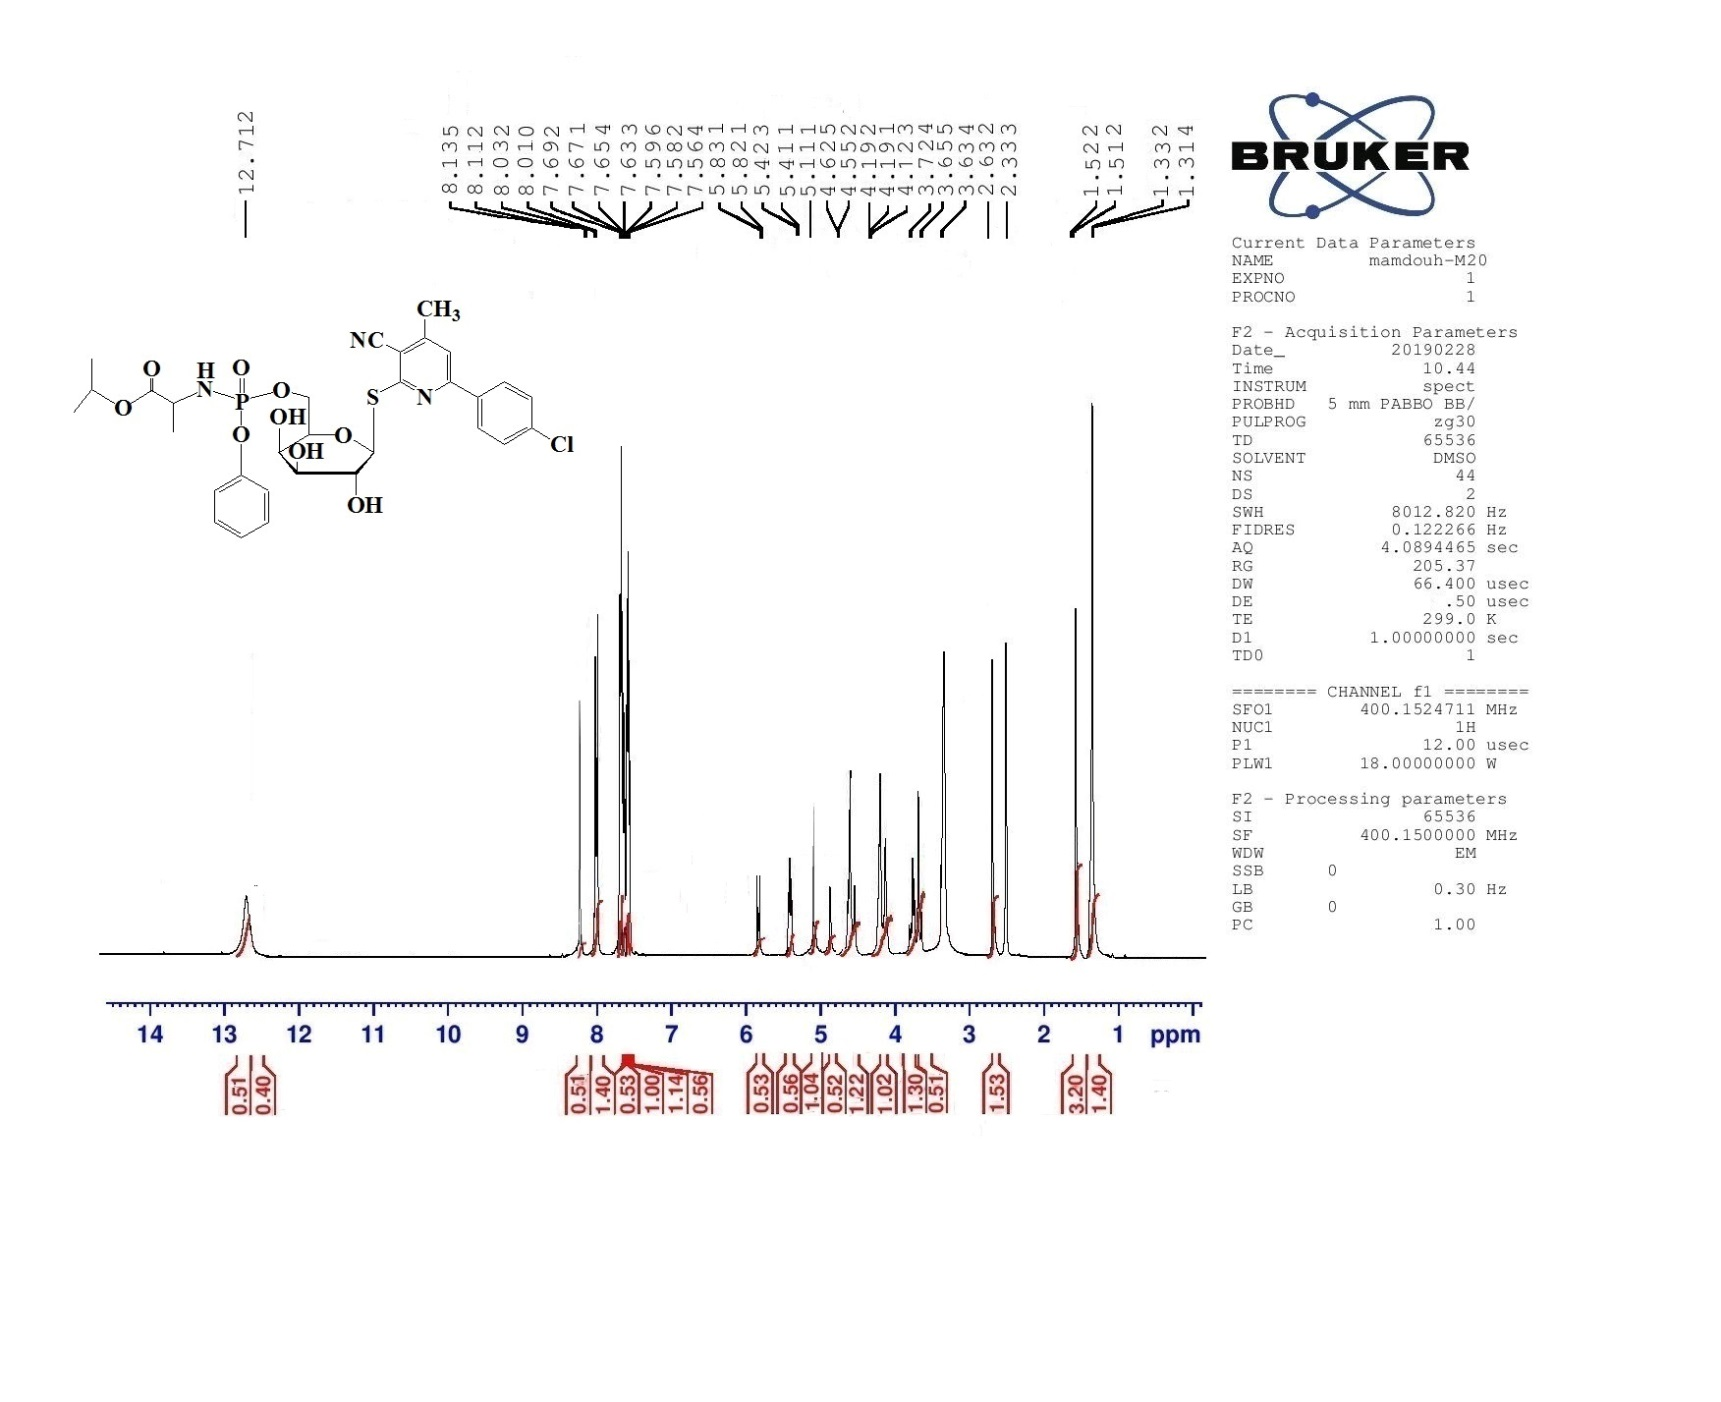 12.712
8.135
8.112
8.032
8.010
7.692
7.671
7.654
7.633
7.596
7.582
7.564
5.831
5.821
5.423
5.411
5.111
4.625
4.552
4.192
4.191
4.123
3.724
3.655
3.634
2.632
2.333
1.522
1.512
1.332
1.314
BRUKER
Current Data Parameters
NAME mamdouh-M20
EXPNO 1
PROCNO 1
F2 - Acquisition Parameters
Date_ 20190228
Time 10.44
INSTRUM spect
PROBHD 5 mm PABBO BB/
PULPROG zg30
TD 65536
SOLVENT DMSO
NS 44
DS 2
SWH 8012.820 Hz
FIDRES 0.122266 Hz
AQ 4.0894465 sec
RG 205.37
DW 66.400 usec
DE .50 usec
TE 299.0 K
D1 1.00000000 sec
TD0 1
======== CHANNEL f1 ========
SFO1 400.1524711 MHz
NUC1 1H
P1 12.00 usec
PLW1 18.00000000 W
F2 - Processing parameters
SI 65536
SF 400.1500000 MHz
WDW EM
SSB 0
LB 0.30 Hz
GB 0
PC 1.00
CH3
NC
O
H
N
O
P
O
S
N
O
O
OH
O
OH
Cl
OH
14 13 12 11 10 9 8 7 6 5 4 3 2 1 ppm
0.51
0.40
0.51
1.40
0.53
1.00
1.14
0.56
0.53
0.56
1.04
0.52
1.22
1.02
1.30
0.51
1.53
3.20
1.40